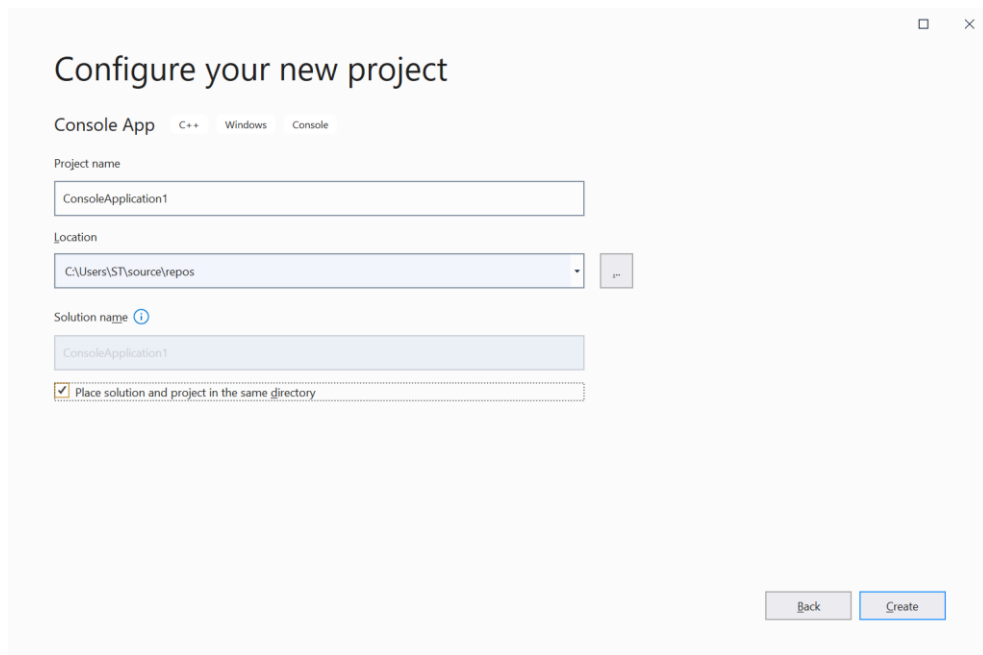 Configure your new project
Console App C++ Windows Console
Project name
ConsoleApplication1
Location
C:\Users\ST\source\repos
...
Solution name
ConsoleApplication1
Place solution and project in the same directory
Back Create